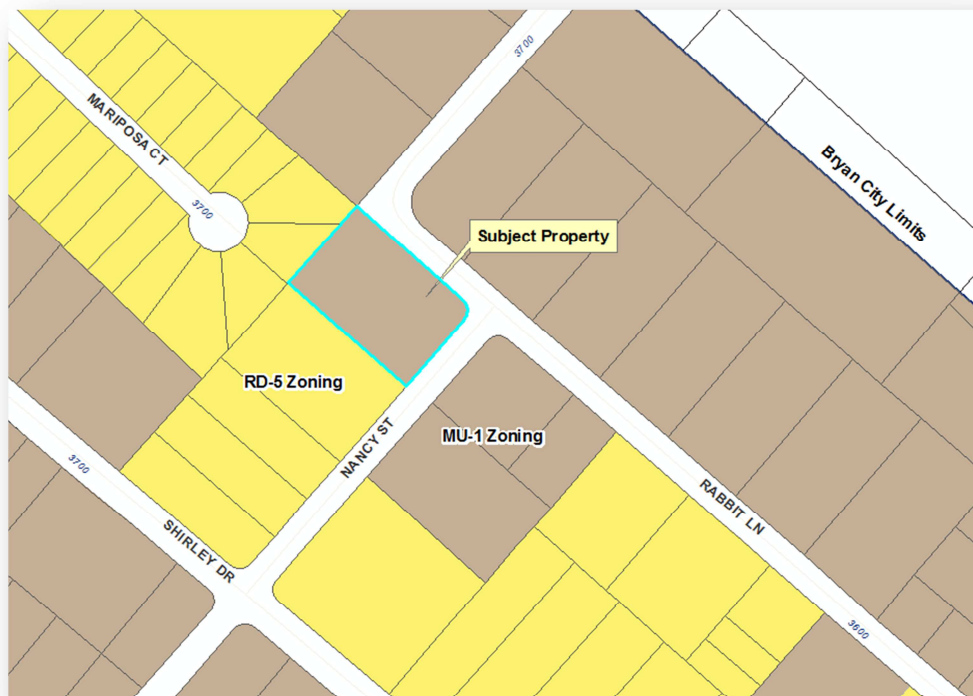 3700
MARIPOSA CT
3700
Bryan City Limits
Subject Property
RD-5 Zoning
MU-1 Zoning
NANCY ST
3700
RABBIT LN
SHIRLEY DR
3600